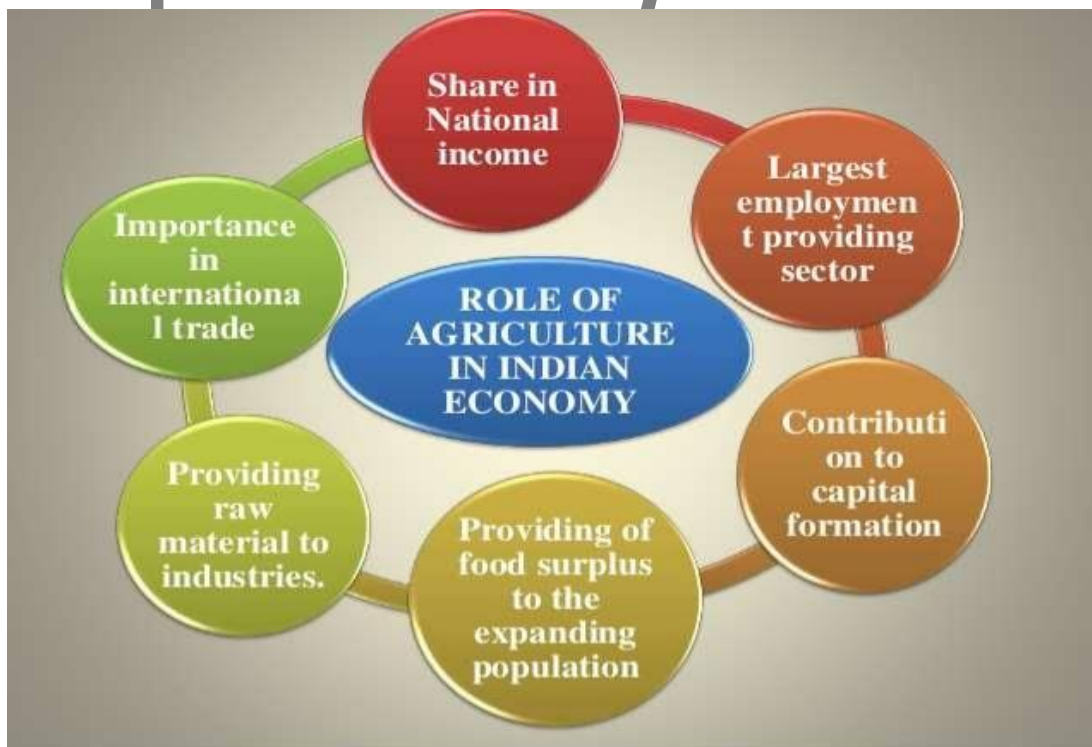 Share in
National
income
Largest
employmen
t providing
sector
Contributi
on to
capital
formation
Providing of
food surplus
to the
expanding
population
Providing
raw
material to
industries.
Importance
in
internationa
l trade
ROLE OF
AGRICULTURE
IN INDIAN
ECONOMY